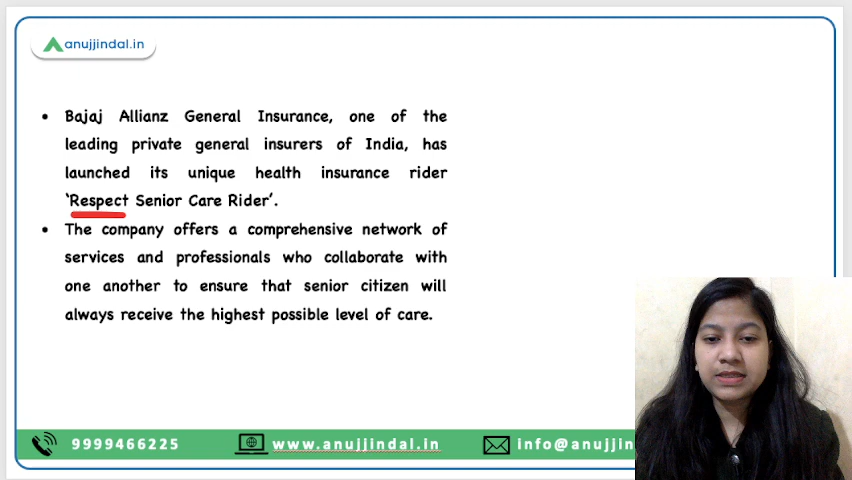 anujjindal.in
• Bajaj Allianz General Insurance, one of the
leading private general insurers of India, has
launched its unique health insurance rider
‘Respect Senior Care Rider’.
• The company offers a comprehensive network of
services and professionals who collaborate with
one another to ensure that senior citizen will
always receive the highest possible level of care.
9999466225 www.anujjindal.in info@anujjin